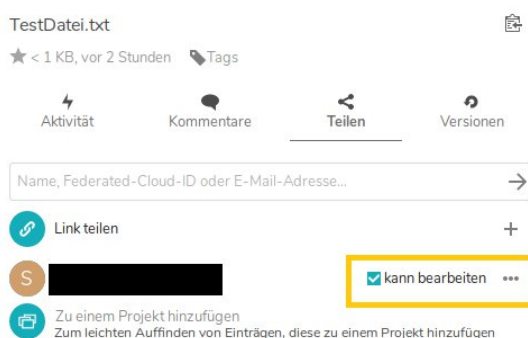 TestDatei.txt
< 1 KB, vor 2 Stunden Tags
Aktivität Kommentare Teilen Versionen
Name, Federated-Cloud-ID oder E-Mail-Adresse...
Link teilen
S kann bearbeiten
Zu einem Projekt hinzufügen
Zum leichten Auffinden von Einträgen, diese zu einem Projekt hinzufügen